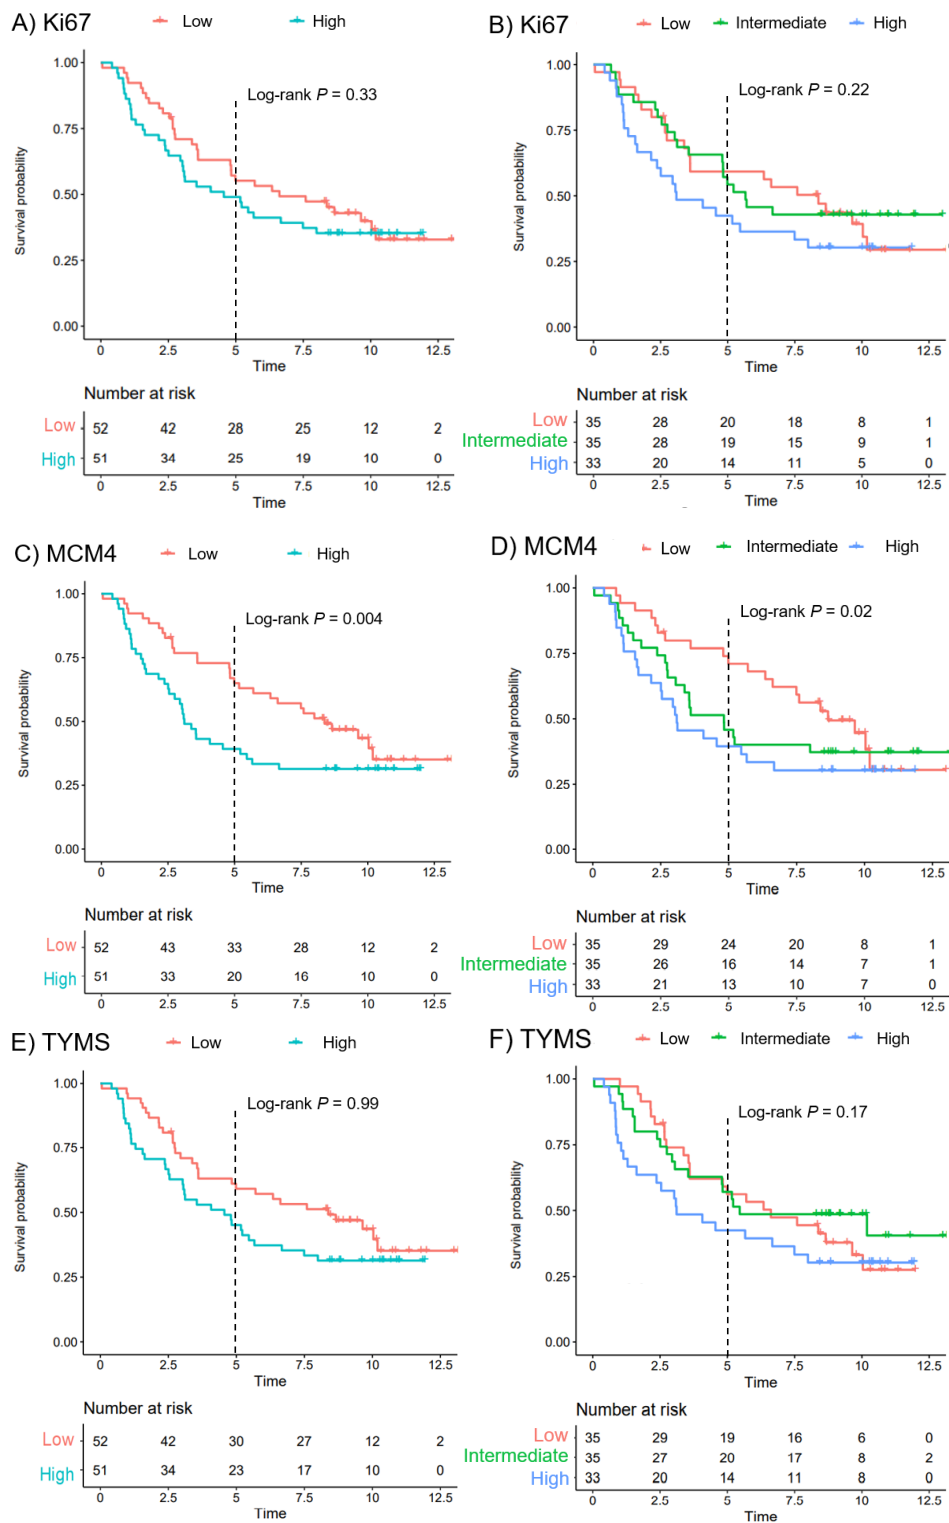 A) Ki67 Low High
1.00
0.75
0.50
0.25
0.00
Survival probability
Log-rank P = 0.33
0 2.5 5 7.5 10 12.5
Time
Number at risk
Low 52 42 28 25 12 2
High 51 34 25 19 10 0
0 2.5 5 7.5 10 12.5
Time
B) Ki67 Low Intermediate High
1.00
0.75
0.50
0.25
0.00
Survival probability
Log-rank P = 0.22
0 2.5 5 7.5 10 12.5
Time
Number at risk
Low 35 28 20 18 8 1
Intermediate 35 28 19 15 9 1
High 33 20 14 11 5 0
0 2.5 5 7.5 10 12.5
Time
C) MCM4 Low High
1.00
0.75
0.50
0.25
0.00
Survival probability
Log-rank P = 0.004
0 2.5 5 7.5 10 12.5
Time
Number at risk
Low 52 43 33 28 12 2
High 51 33 20 16 10 0
0 2.5 5 7.5 10 12.5
Time
D) MCM4 Low Intermediate High
1.00
0.75
0.50
0.25
0.00
Survival probability
Log-rank P = 0.02
0 2.5 5 7.5 10 12.5
Time
Number at risk
Low 35 29 24 20 8 1
Intermediate 35 26 16 14 7 1
High 33 21 13 10 7 0
0 2.5 5 7.5 10 12.5
Time
E) TYMS Low High
1.00
0.75
0.50
0.25
0.00
Survival probability
Log-rank P = 0.99
0 2.5 5 7.5 10 12.5
Time
Number at risk
Low 52 42 30 27 12 2
High 51 34 23 17 10 0
0 2.5 5 7.5 10 12.5
Time
F) TYMS Low Intermediate High
1.00
0.75
0.50
0.25
0.00
Survival probability
Log-rank P = 0.17
0 2.5 5 7.5 10 12.5
Time
Number at risk
Low 35 29 19 16 6 0
Intermediate 35 27 20 17 8 2
High 33 20 14 11 8 0
0 2.5 5 7.5 10 12.5
Time